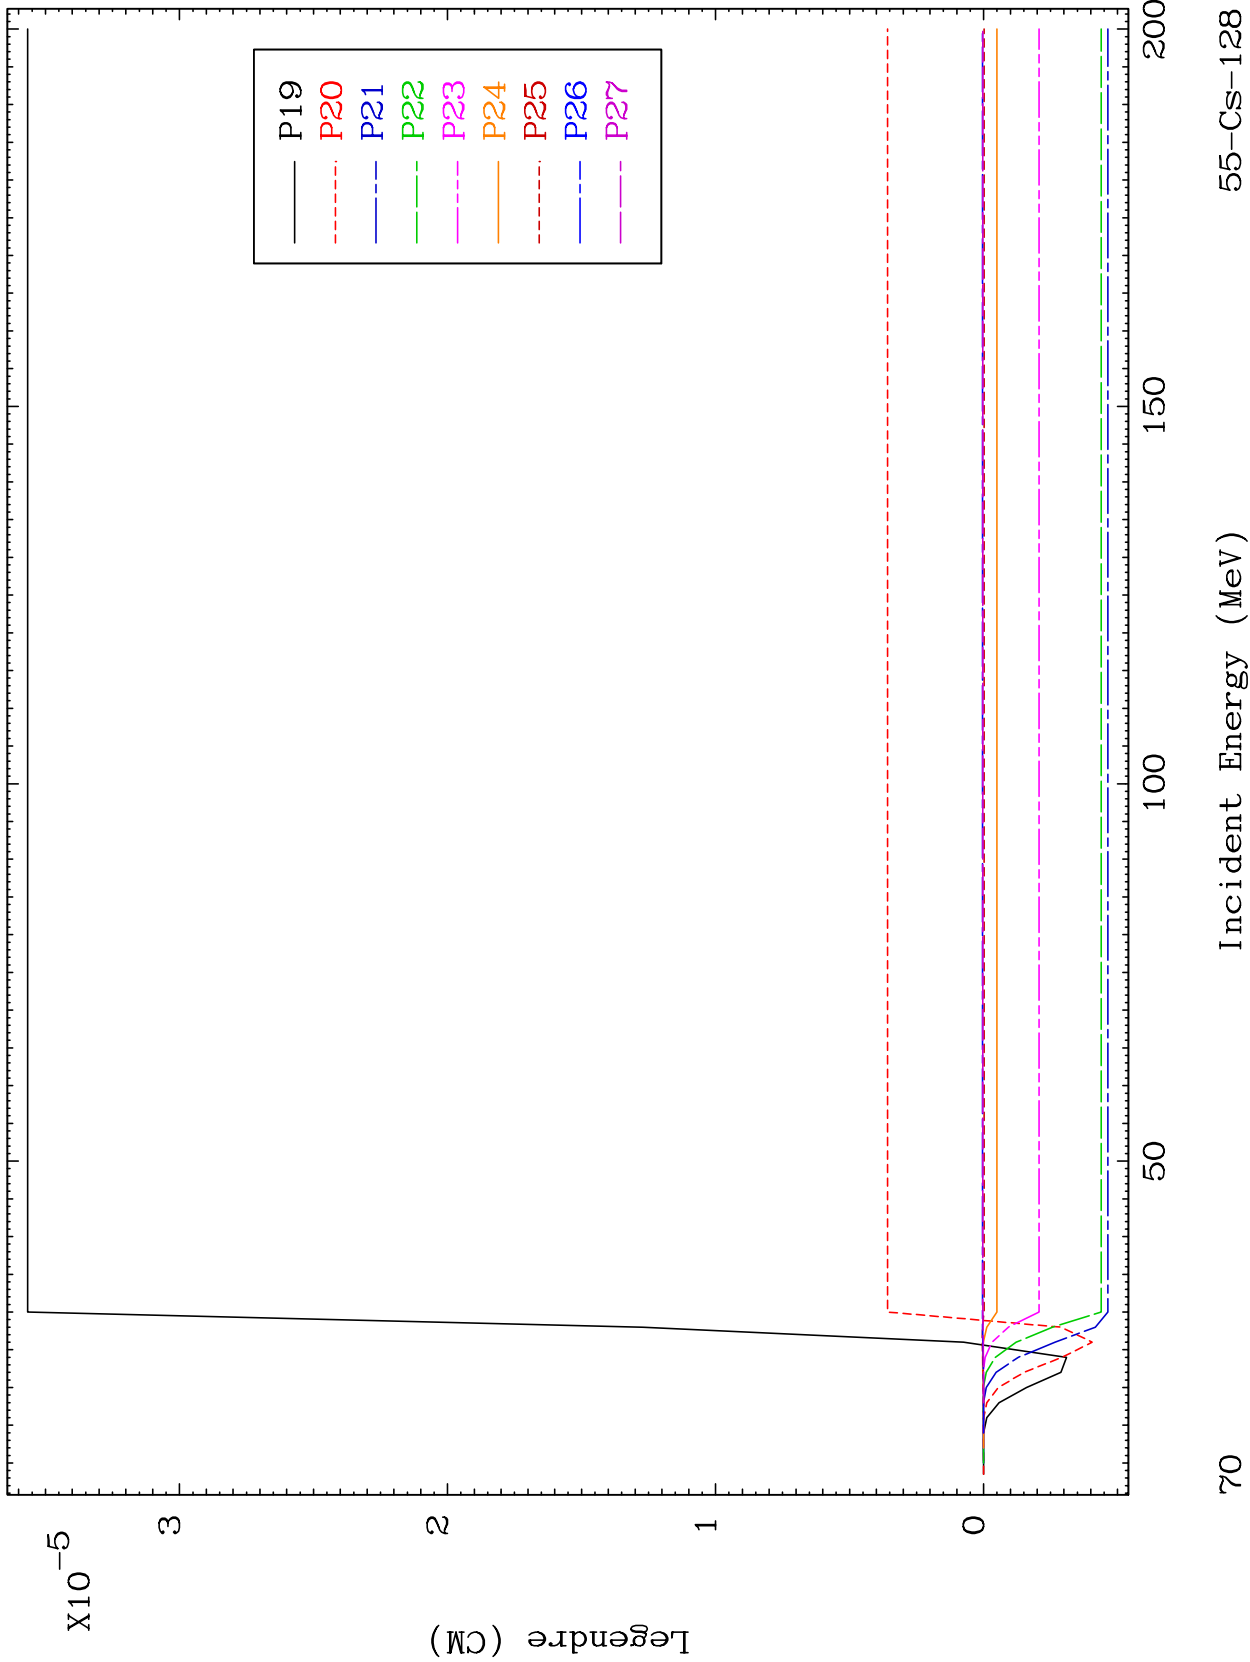 X10
-5
3
2
1
0
Legendre (CM)
P19
P20
P21
P22
P23
P24
P25
P26
P27
50
100
150
200
70
Incident Energy (MeV)
55-Cs-128